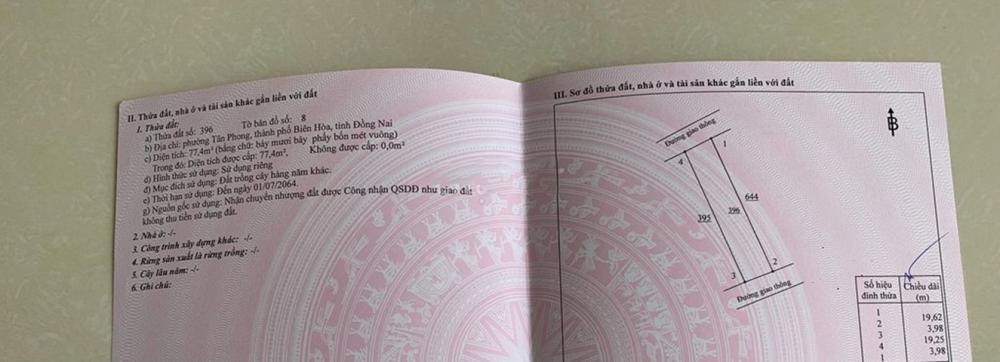 II. Thửa đất, nhà ở và tài sản khác gắn liền với đất
1. Thửa đất:
a) Thửa đất số: 396 Tờ bản đồ số: 8
b) Địa chỉ: phường Tân Phong, thành phố Biên Hòa, tỉnh Đồng Nai
c) Diện tích: 77,4m² (bằng chữ: bảy mươi bảy phẩy bốn mét vuông)
Trong đó: Diện tích được cấp: 77,4m², Không được cấp: 0,0m²
d) Hình thức sử dụng: Sử dụng riêng
đ) Mục đích sử dụng: Đất trồng cây hàng năm khác.
e) Thời hạn sử dụng: Đến ngày 01/07/2064.
g) Nguồn gốc sử dụng: Nhận chuyển nhượng đất được Công nhận QSDĐ như giao đất
không thu tiền sử dụng đất.
2. Nhà ở: -/-
3. Công trình xây dựng khác: -/-
4. Rừng sản xuất là rừng trồng: -/-
5. Cây lâu năm: -/-
6. Ghi chú:
III. Sơ đồ thửa đất, nhà ở và tài sản khác gắn liền với đất
B
Đường giao thông
4 1
395 396 644
3 2
Đường giao thông
Số hiệu đỉnh thửa
Chiều dài (m)
1 19,62
2 3,98
3 19,25
4 3,98